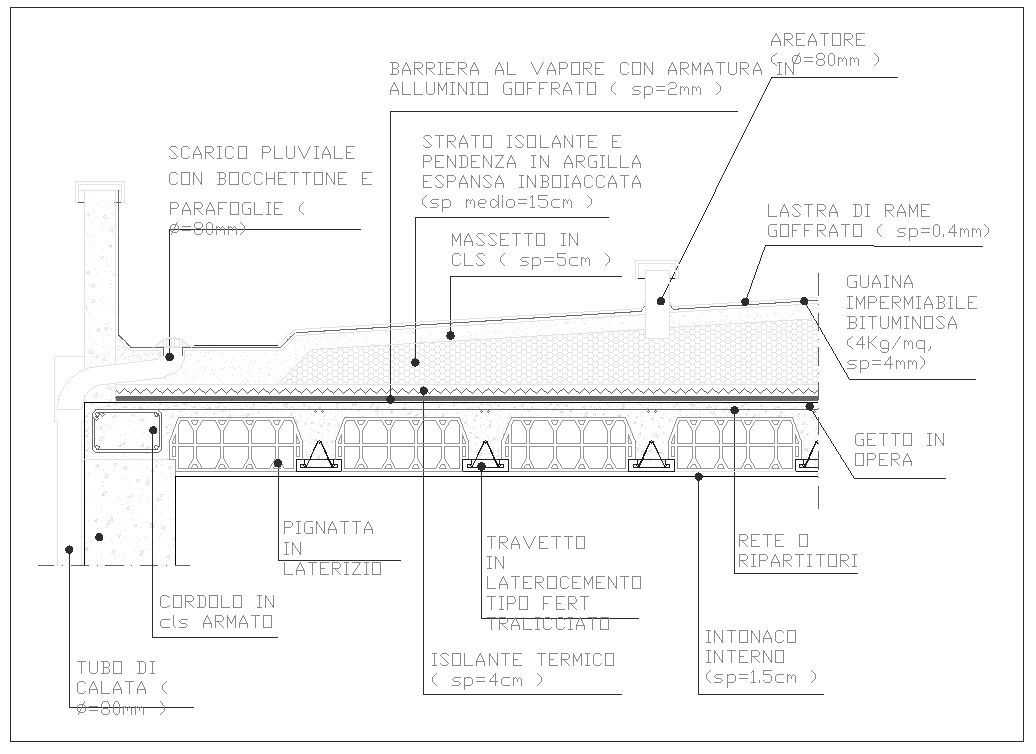 AREATORE
( Ø=80mm )
BARRIERA AL VAPORE CON ARMATURA IN
ALLUMINIO GOFFRATO ( sp=2mm )
STRATO ISOLANTE E
PENDENZA IN ARGILLA
ESPANSA INBOIACCATA
(sp medio=15cm )
SCARICO PLUVIALE
CON BOCCHETTONE E
PARAFOGLIE (
Ø=80mm)
MASSETTO IN
CLS ( sp=5cm )
LASTRA DI RAME
GOFFRATO ( sp=0,4mm)
GUAINA
IMPERMIABILE
BITUMINOSA
(4Kg/mq,
sp=4mm)
GETTO IN
OPERA
PIGNATTA
IN
LATERIZIO
TRAVETTO
IN
LATEROCEMENTO
TIPO FERT
TRALICCIATO
RETE O
RIPARTITORI
CORDOLO IN
cls ARMATO
INTONACO
INTERNO
(sp=1.5cm )
ISOLANTE TERMICO
( sp=4cm )
TUBO DI
CALATA (
Ø=80mm )